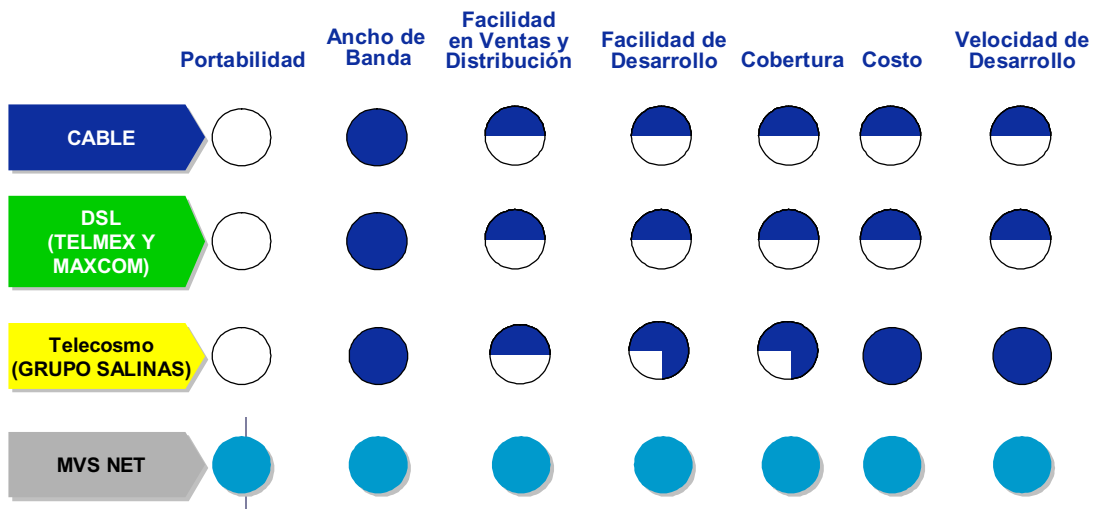 Portabilidad
Ancho de
Banda
Facilidad
en Ventas y
Distribución
Facilidad de
Desarrollo
Cobertura
Costo
Velocidad de
Desarrollo
CABLE
DSL
(TELMEX Y
MAXCOM)
Telecosmo
(GRUPO SALINAS)
MVS NET